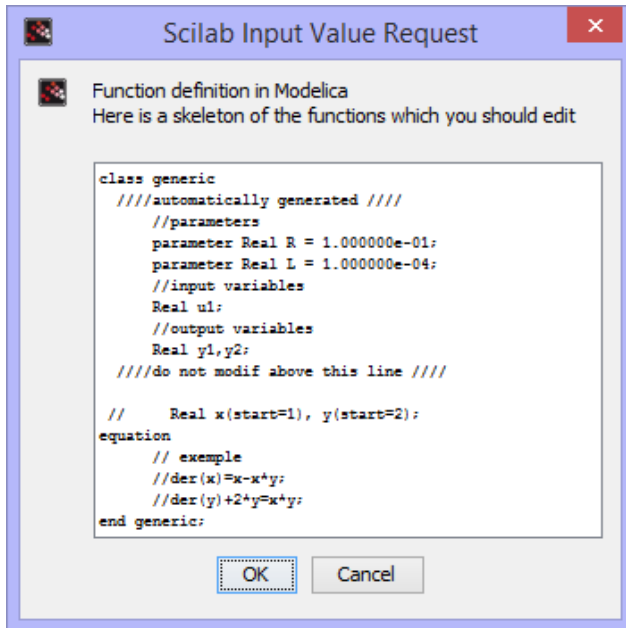 Scilab Input Value Request
Function definition in Modelica
Here is a skeleton of the functions which you should edit
class generic
////automatically generated ////
//parameters
parameter Real R = 1.000000e-01;
parameter Real L = 1.000000e-04;
//input variables
Real u1;
//output variables
Real y1,y2;
////do not modif above this line ////
// Real x(start=1), y(start=2);
equation
// exemple
//der(x)=x-x*y;
//der(y)+2*y=x*y;
end generic;
OK Cancel